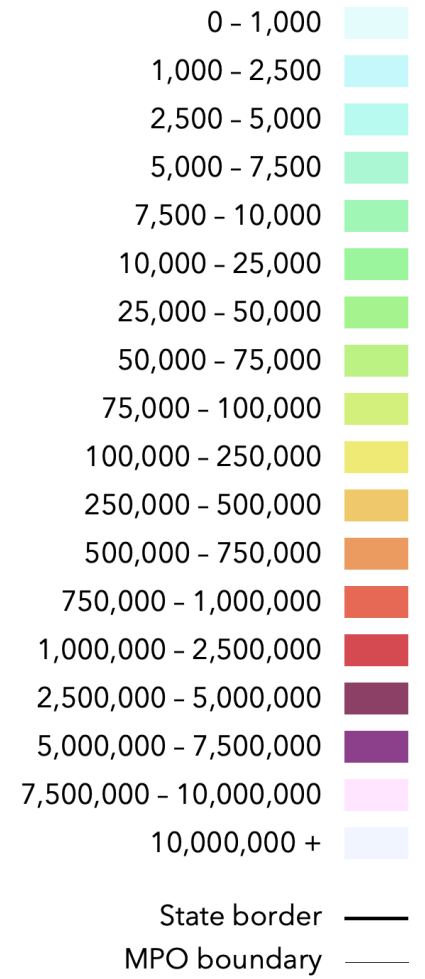 0 – 1,000
1,000 – 2,500
2,500 – 5,000
5,000 – 7,500
7,500 – 10,000
10,000 – 25,000
25,000 – 50,000
50,000 – 75,000
75,000 – 100,000
100,000 – 250,000
250,000 – 500,000
500,000 – 750,000
750,000 – 1,000,000
1,000,000 – 2,500,000
2,500,000 – 5,000,000
5,000,000 – 7,500,000
7,500,000 – 10,000,000
10,000,000 +
State border
MPO boundary